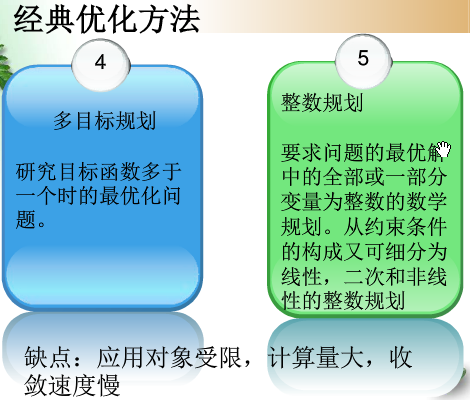 经典优化方法
4
多目标规划
研究目标函数多于
一个时的最优化问
题。
5
整数规划
要求问题的最优解
中的全部或一部分
变量为整数的数学
规划。从约束条件
的构成又可细分为
线性，二次和非线
性的整数规划
缺点：应用对象受限，计算量大，收
敛速度慢